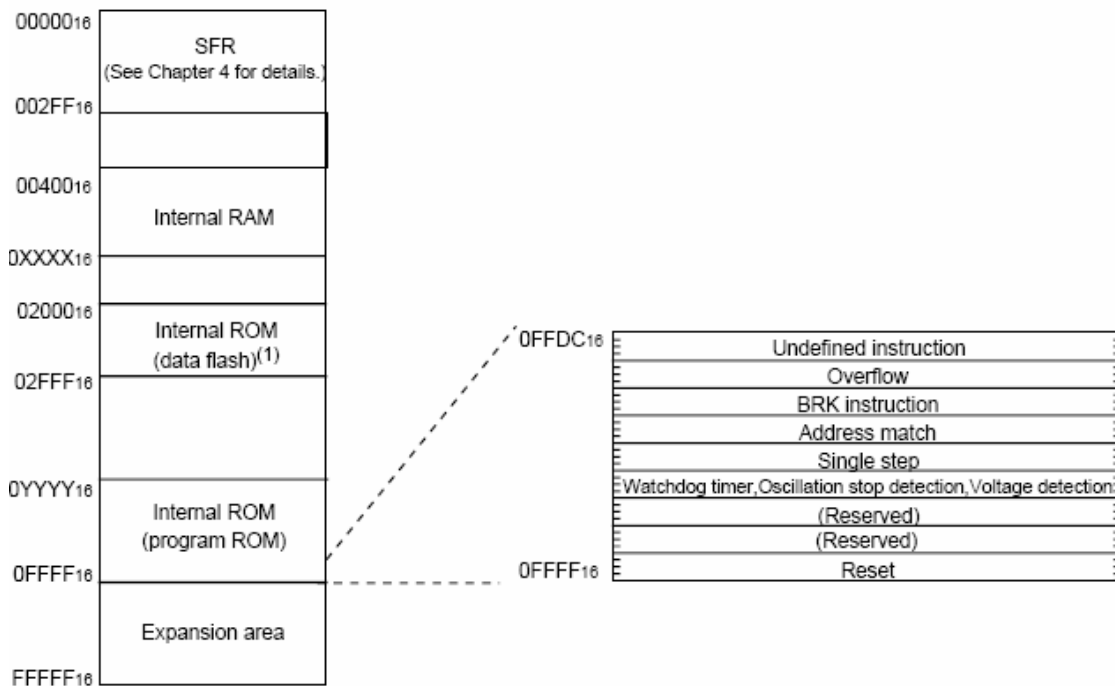 0000016
SFR
(See Chapter 4 for details.)
002FF16
0040016
Internal RAM
0XXXX16
0200016
Internal ROM
(data flash)(1)
02FFF16
0YYYY16
Internal ROM
(program ROM)
0FFFF16
Expansion area
FFFFF16
0FFDC16
Undefined instruction
Overflow
BRK instruction
Address match
Single step
Watchdog timer,Oscillation stop detection,Voltage detection
(Reserved)
(Reserved)
0FFFF16
Reset